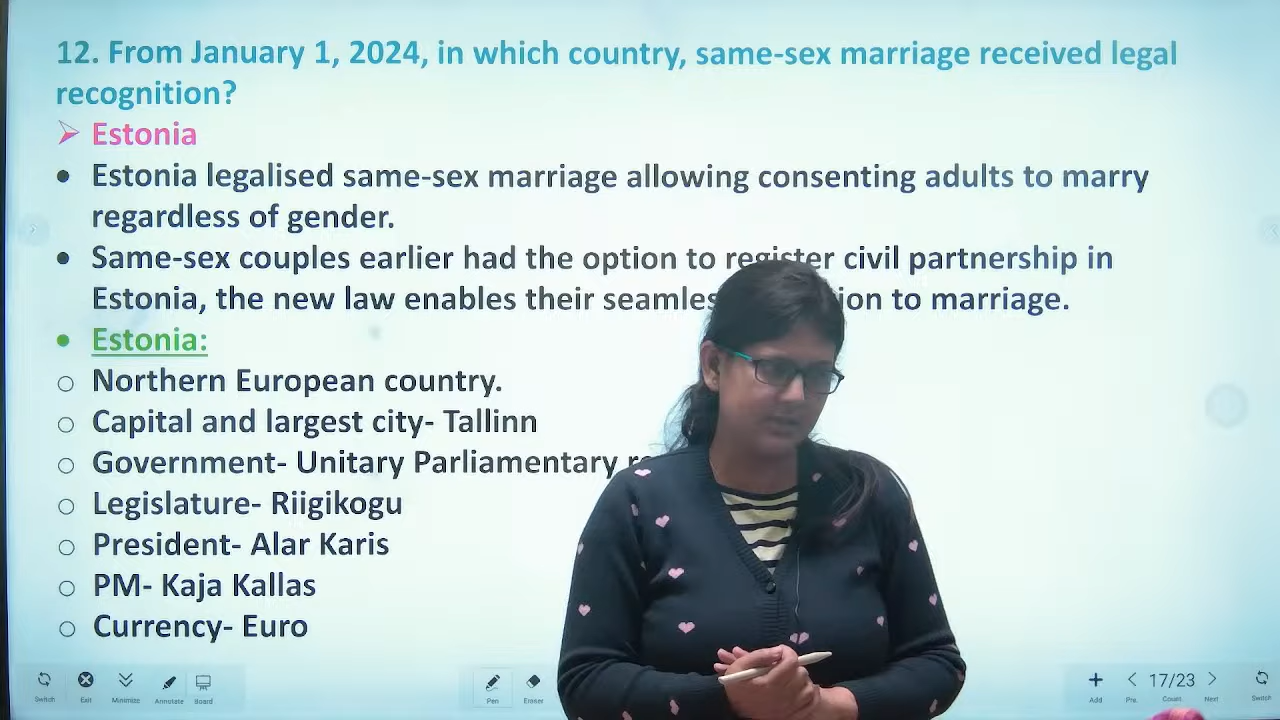 12. From January 1, 2024, in which country, same-sex marriage received legal
recognition?
Estonia
Estonia legalised same-sex marriage allowing consenting adults to marry
regardless of gender.
Same-sex couples earlier had the option to register civil partnership in
Estonia, the new law enables their to marriage.
Estonia:
Northern European country.
Capital and largest city- Tallinn
Government- Unitary Parliamentary
Legislature- Riigikogu
President- Alar Karis
PM- Kaja Kallas
Currency- Euro
Switch Exit Minimize Annotate Board Pen Eraser Add Pre. 17/23 Next Switch